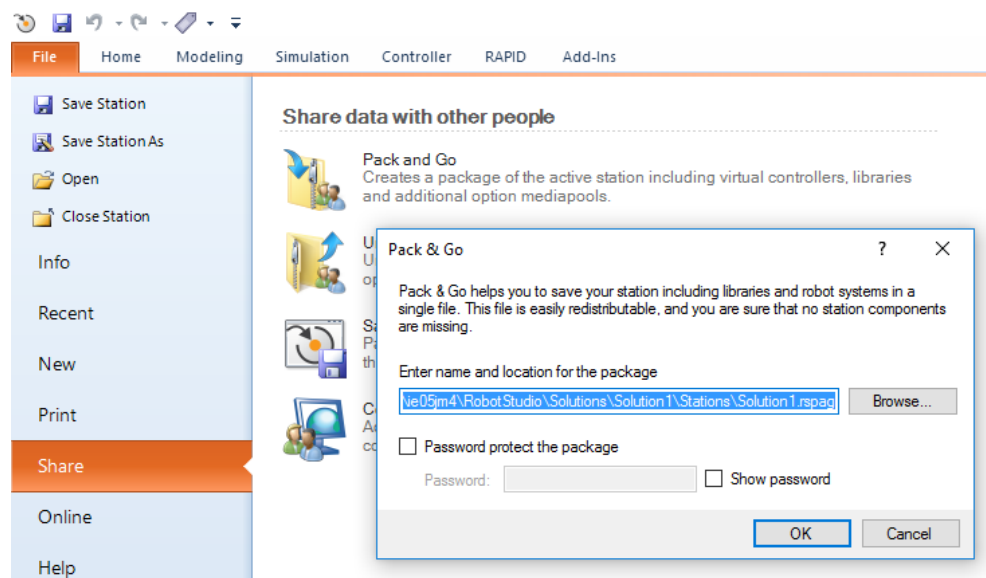 File Home Modeling Simulation Controller RAPID Add-Ins
Save Station
Save Station As
Open
Close Station
Info
Recent
New
Print
Share
Online
Help
Share data with other people
Pack and Go
Creates a package of the active station including virtual controllers, libraries
and additional option mediapools.
Pack & Go ?
Pack & Go helps you to save your station including libraries and robot systems in a
single file. This file is easily redistributable, and you are sure that no station components
are missing.
Enter name and location for the package
\ie05jm4\RobotStudio\Solutions\Solution1\Stations\Solution1.rspag
Browse...
Password protect the package
Password:
Show password
OK Cancel